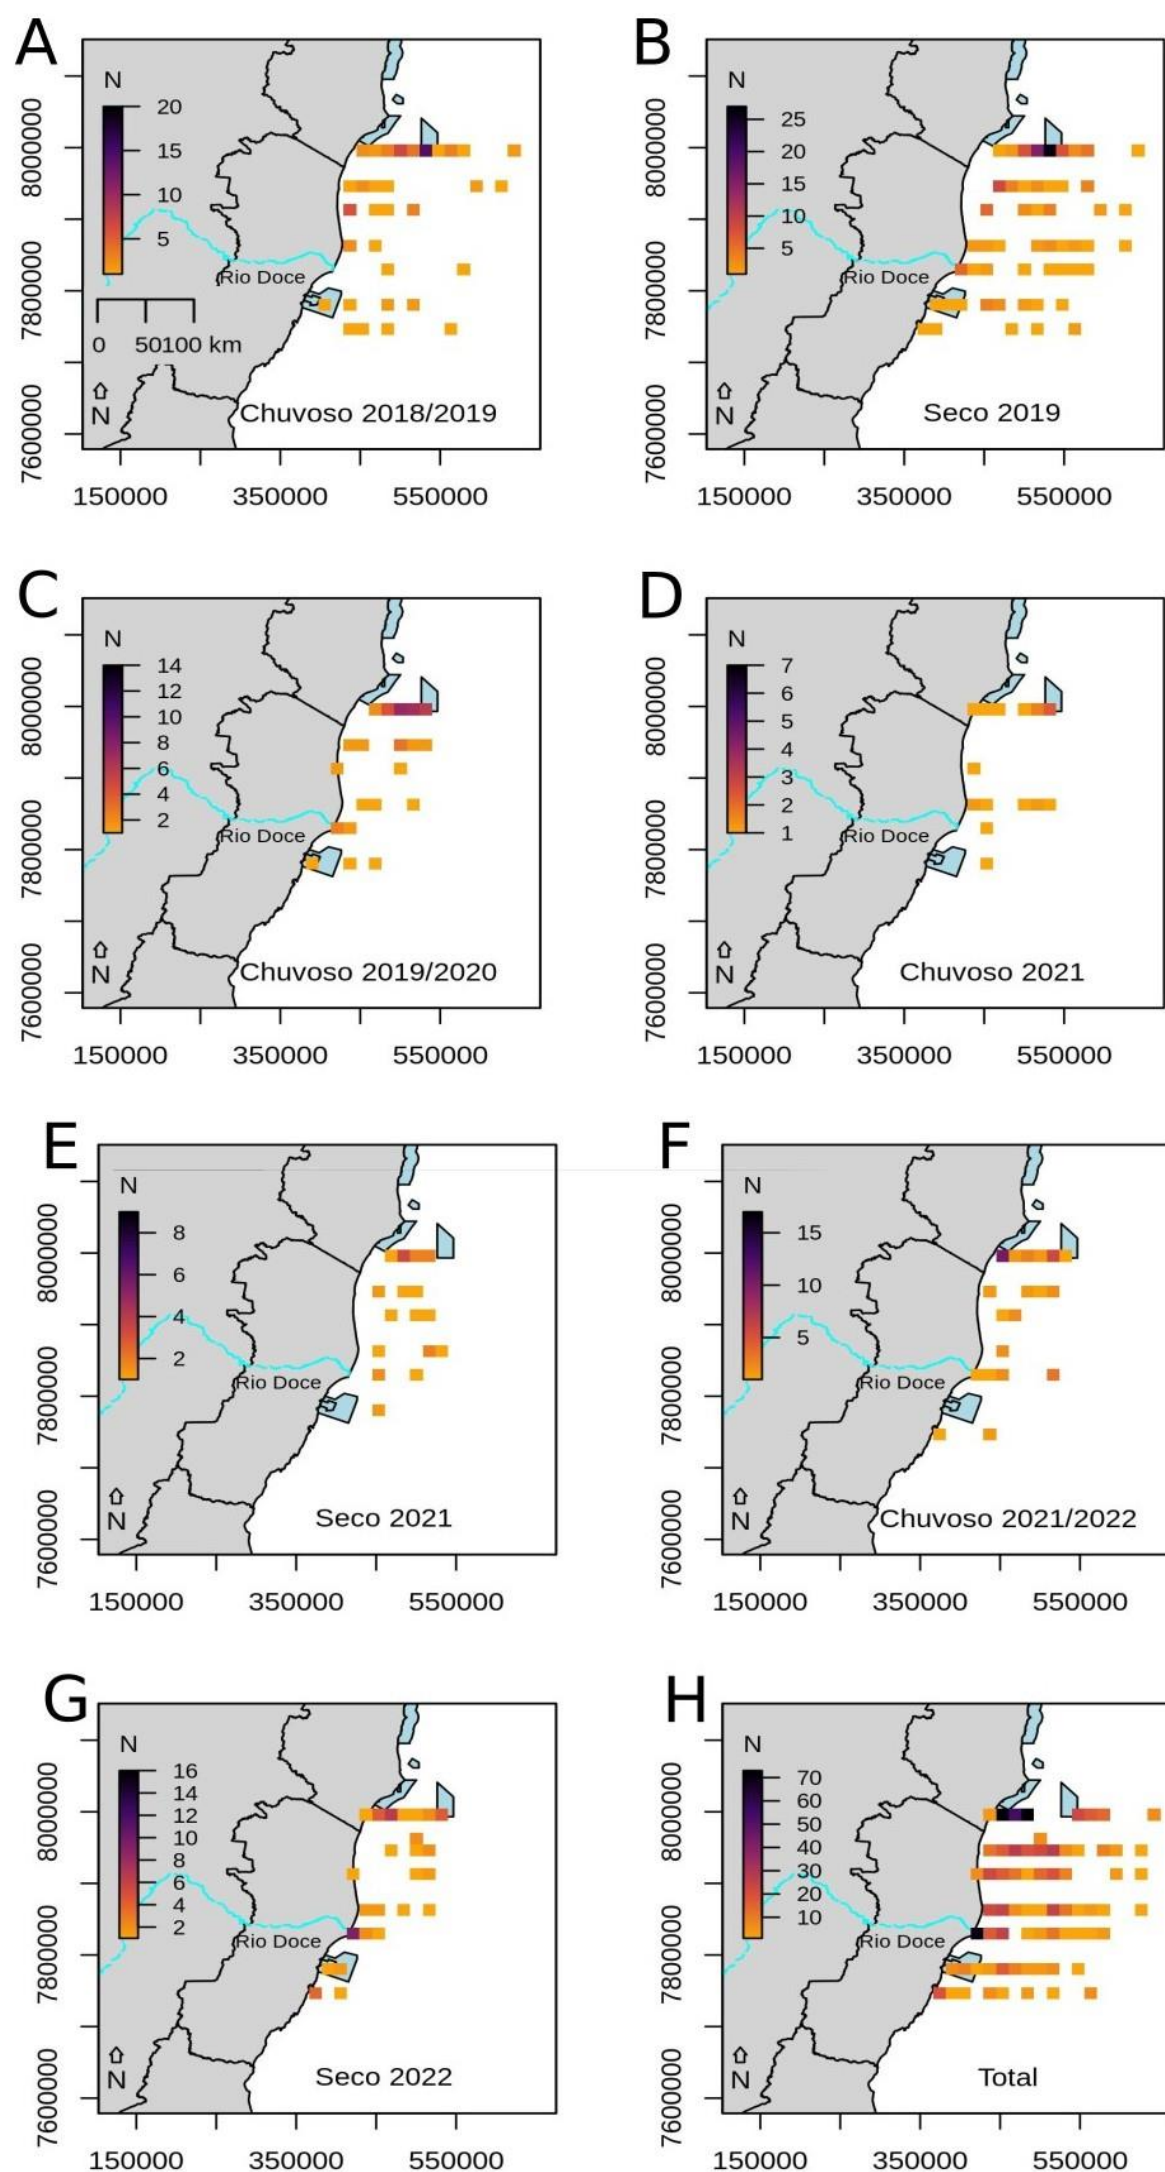 A
N
20
15
10
5
Rio Doce
0 50100 km
N
Chuvoso 2018/2019
8000000
7800000
7600000
150000 350000 550000
B
N
25
20
15
10
5
Rio Doce
N
Seco 2019
8000000
7800000
7600000
150000 350000 550000
C
N
14
12
10
8
6
4
2
Rio Doce
N
Chuvoso 2019/2020
8000000
7800000
7600000
150000 350000 550000
D
N
7
6
5
4
3
2
1
Rio Doce
N
Chuvoso 2021
8000000
7800000
7600000
150000 350000 550000
E
N
8
6
4
2
Rio Doce
N
Seco 2021
8000000
7800000
7600000
150000 350000 550000
F
N
15
10
5
Rio Doce
N
Chuvoso 2021/2022
8000000
7800000
7600000
150000 350000 550000
G
N
16
14
12
10
8
6
4
2
Rio Doce
N
Seco 2022
8000000
7800000
7600000
150000 350000 550000
H
N
70
60
50
40
30
20
10
Rio Doce
N
Total
8000000
7800000
7600000
150000 350000 550000